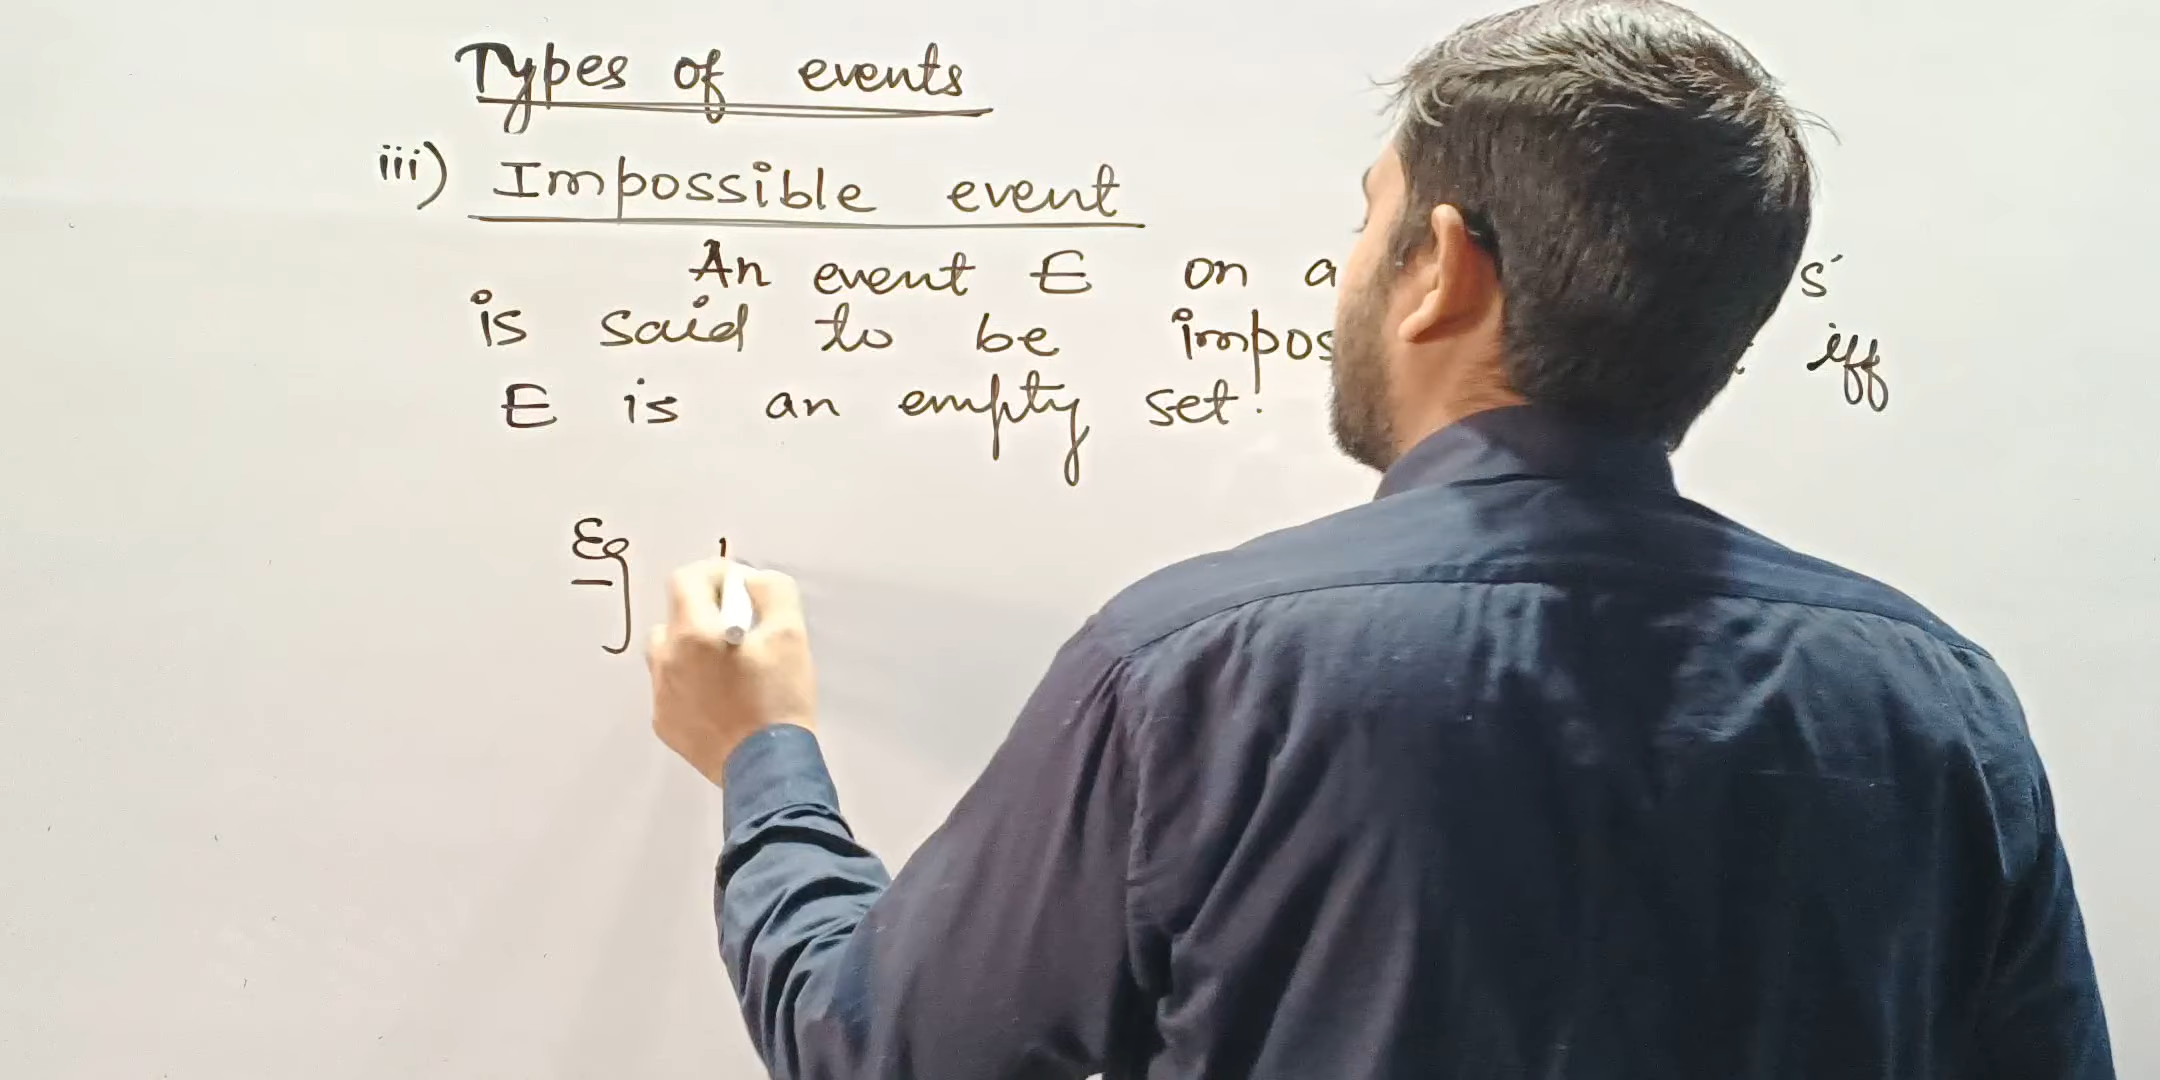 Types of events
iii) Impossible event
An event E on a s'
is said to be impos iff
E is an empty set.
Eg